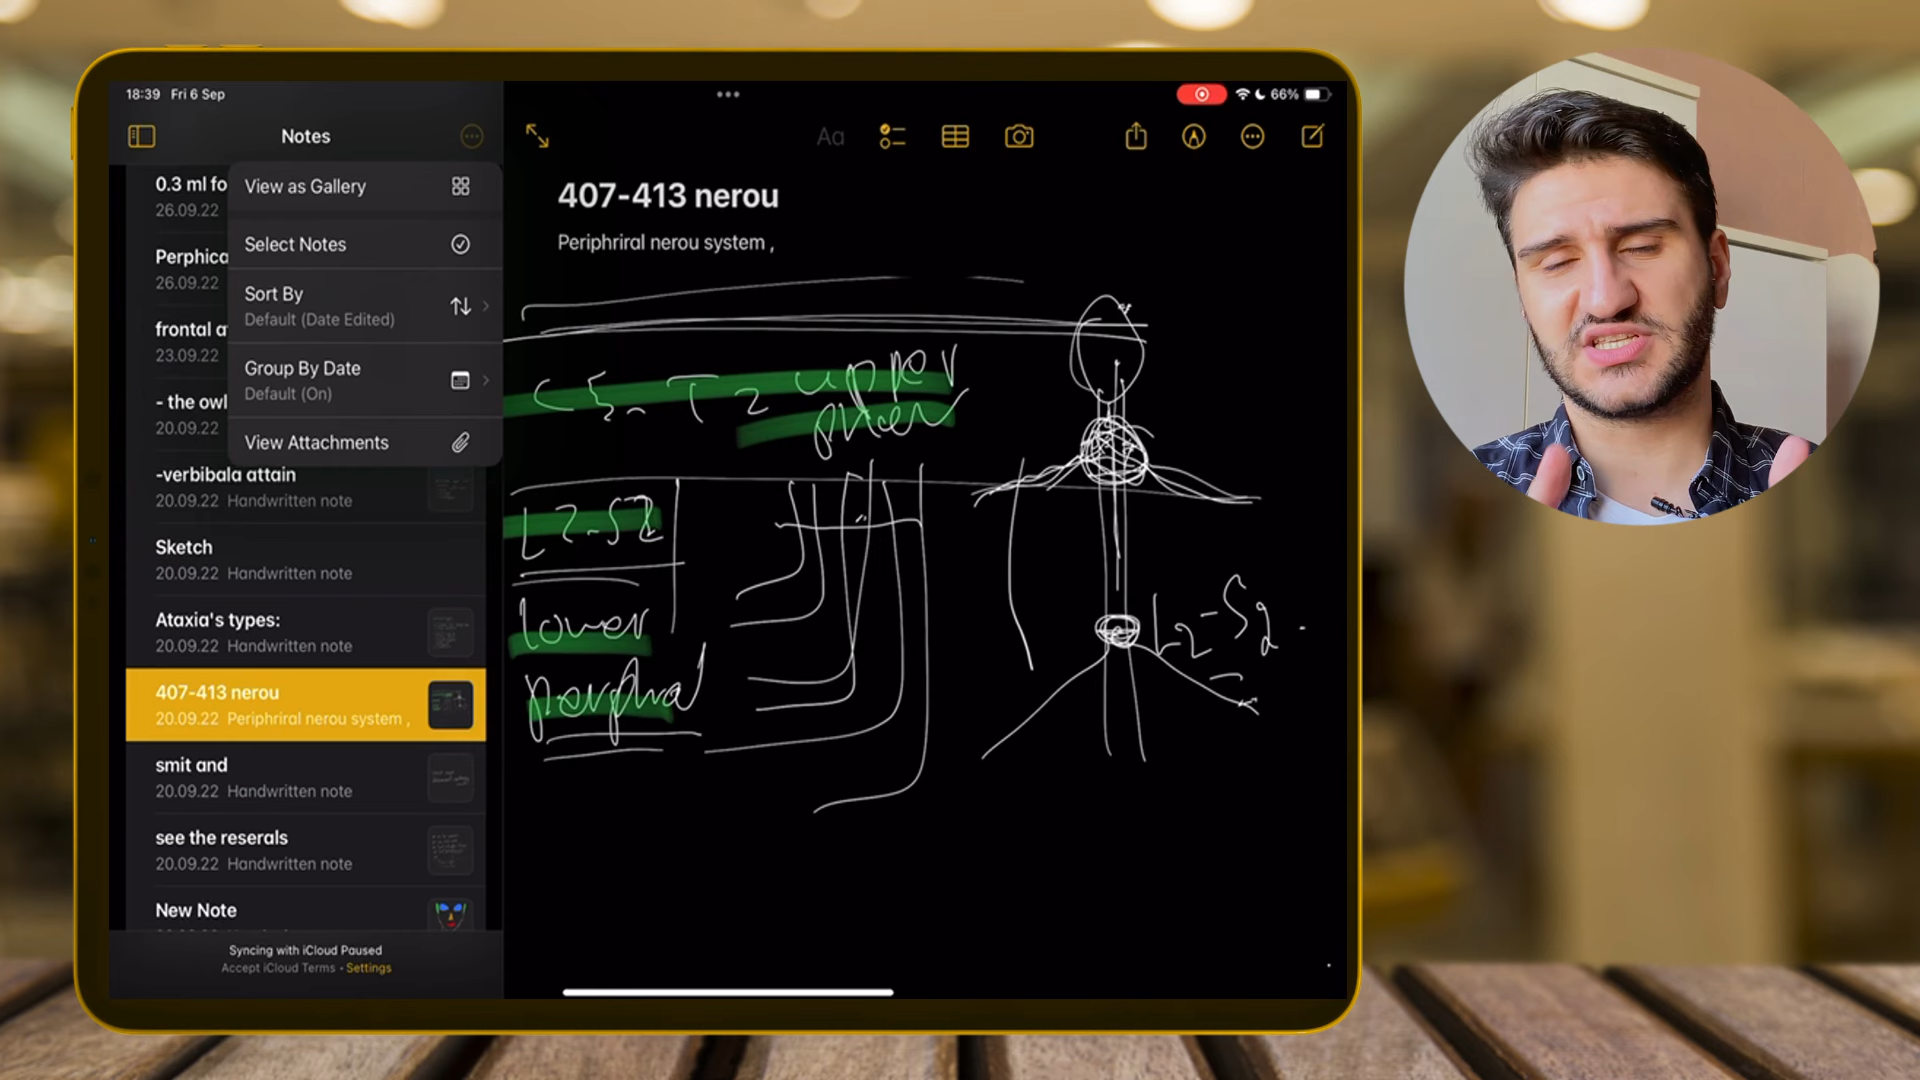 18:39 Fri 6 Sep
66%
Notes
0.3 ml fo
26.09.22
Perphica
26.09.22
frontal a
23.09.22
- the owl
20.09.22
View as Gallery
Select Notes
Sort By
Default (Date Edited)
Group By Date
Default (On)
View Attachments
-verbibala attain
20.09.22 Handwritten note
Sketch
20.09.22 Handwritten note
Ataxia's types:
20.09.22 Handwritten note
407-413 nerou
20.09.22 Periphriral nerou system ,
smit and
20.09.22 Handwritten note
see the reserals
20.09.22 Handwritten note
New Note
Syncing with iCloud Paused
Accept iCloud Terms • Settings
Aa
407-413 nerou
Periphriral nerou system ,
C5- T2 upper
L2-S2
lower
L2-S2